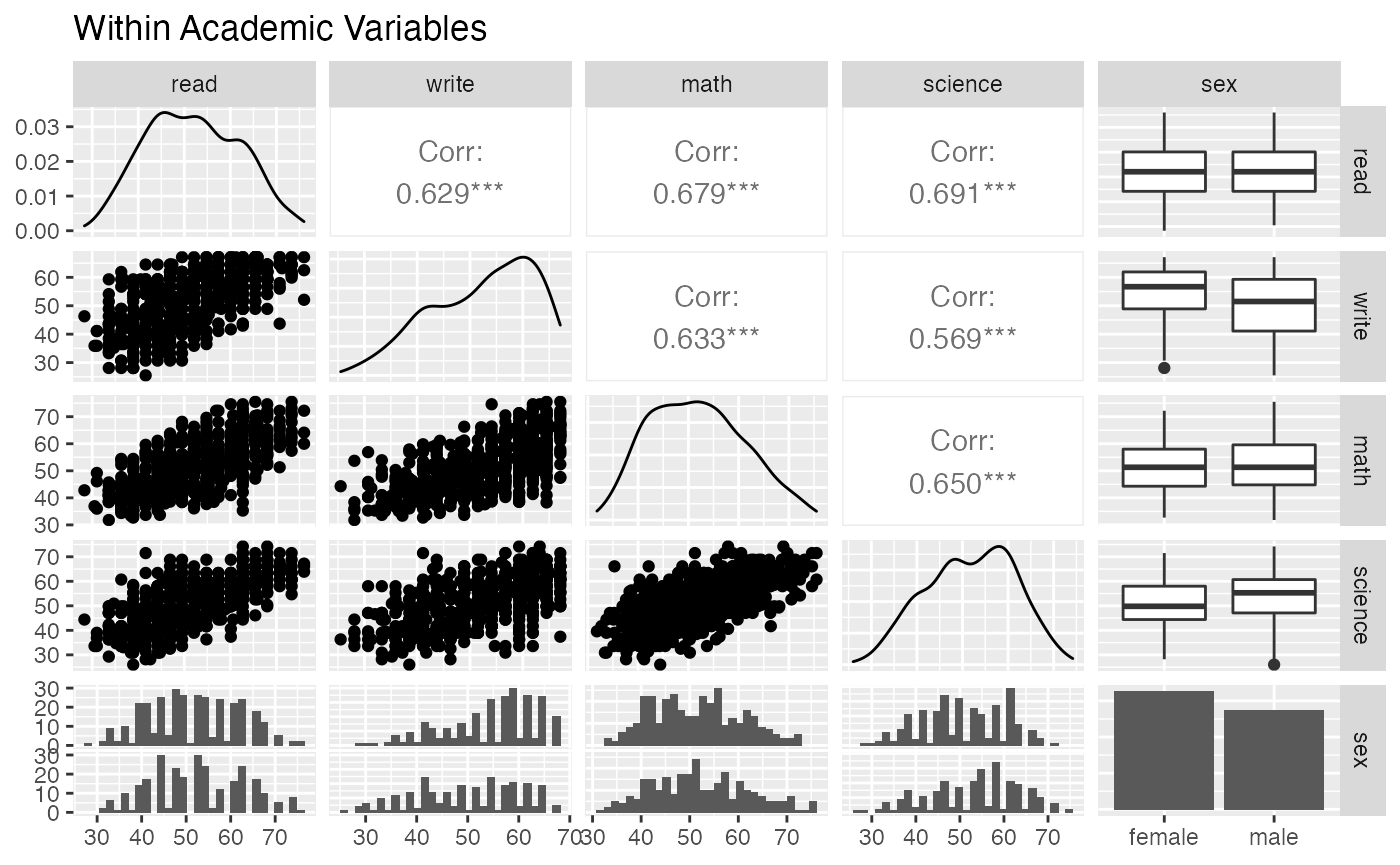 Within Academic Variables
read write math science sex
0.03
0.02
0.01
0.00
Corr:
0.629***
Corr:
0.679***
Corr:
0.691***
read
60
50
40
30
Corr:
0.633***
Corr:
0.569***
write
70
60
50
40
30
Corr:
0.650***
math
70
60
50
40
30
science
30
20
10
0
30
20
10
0
sex
30 40 50 60 70 30 40 50 60 70 30 40 50 60 70 30 40 50 60 70 female male